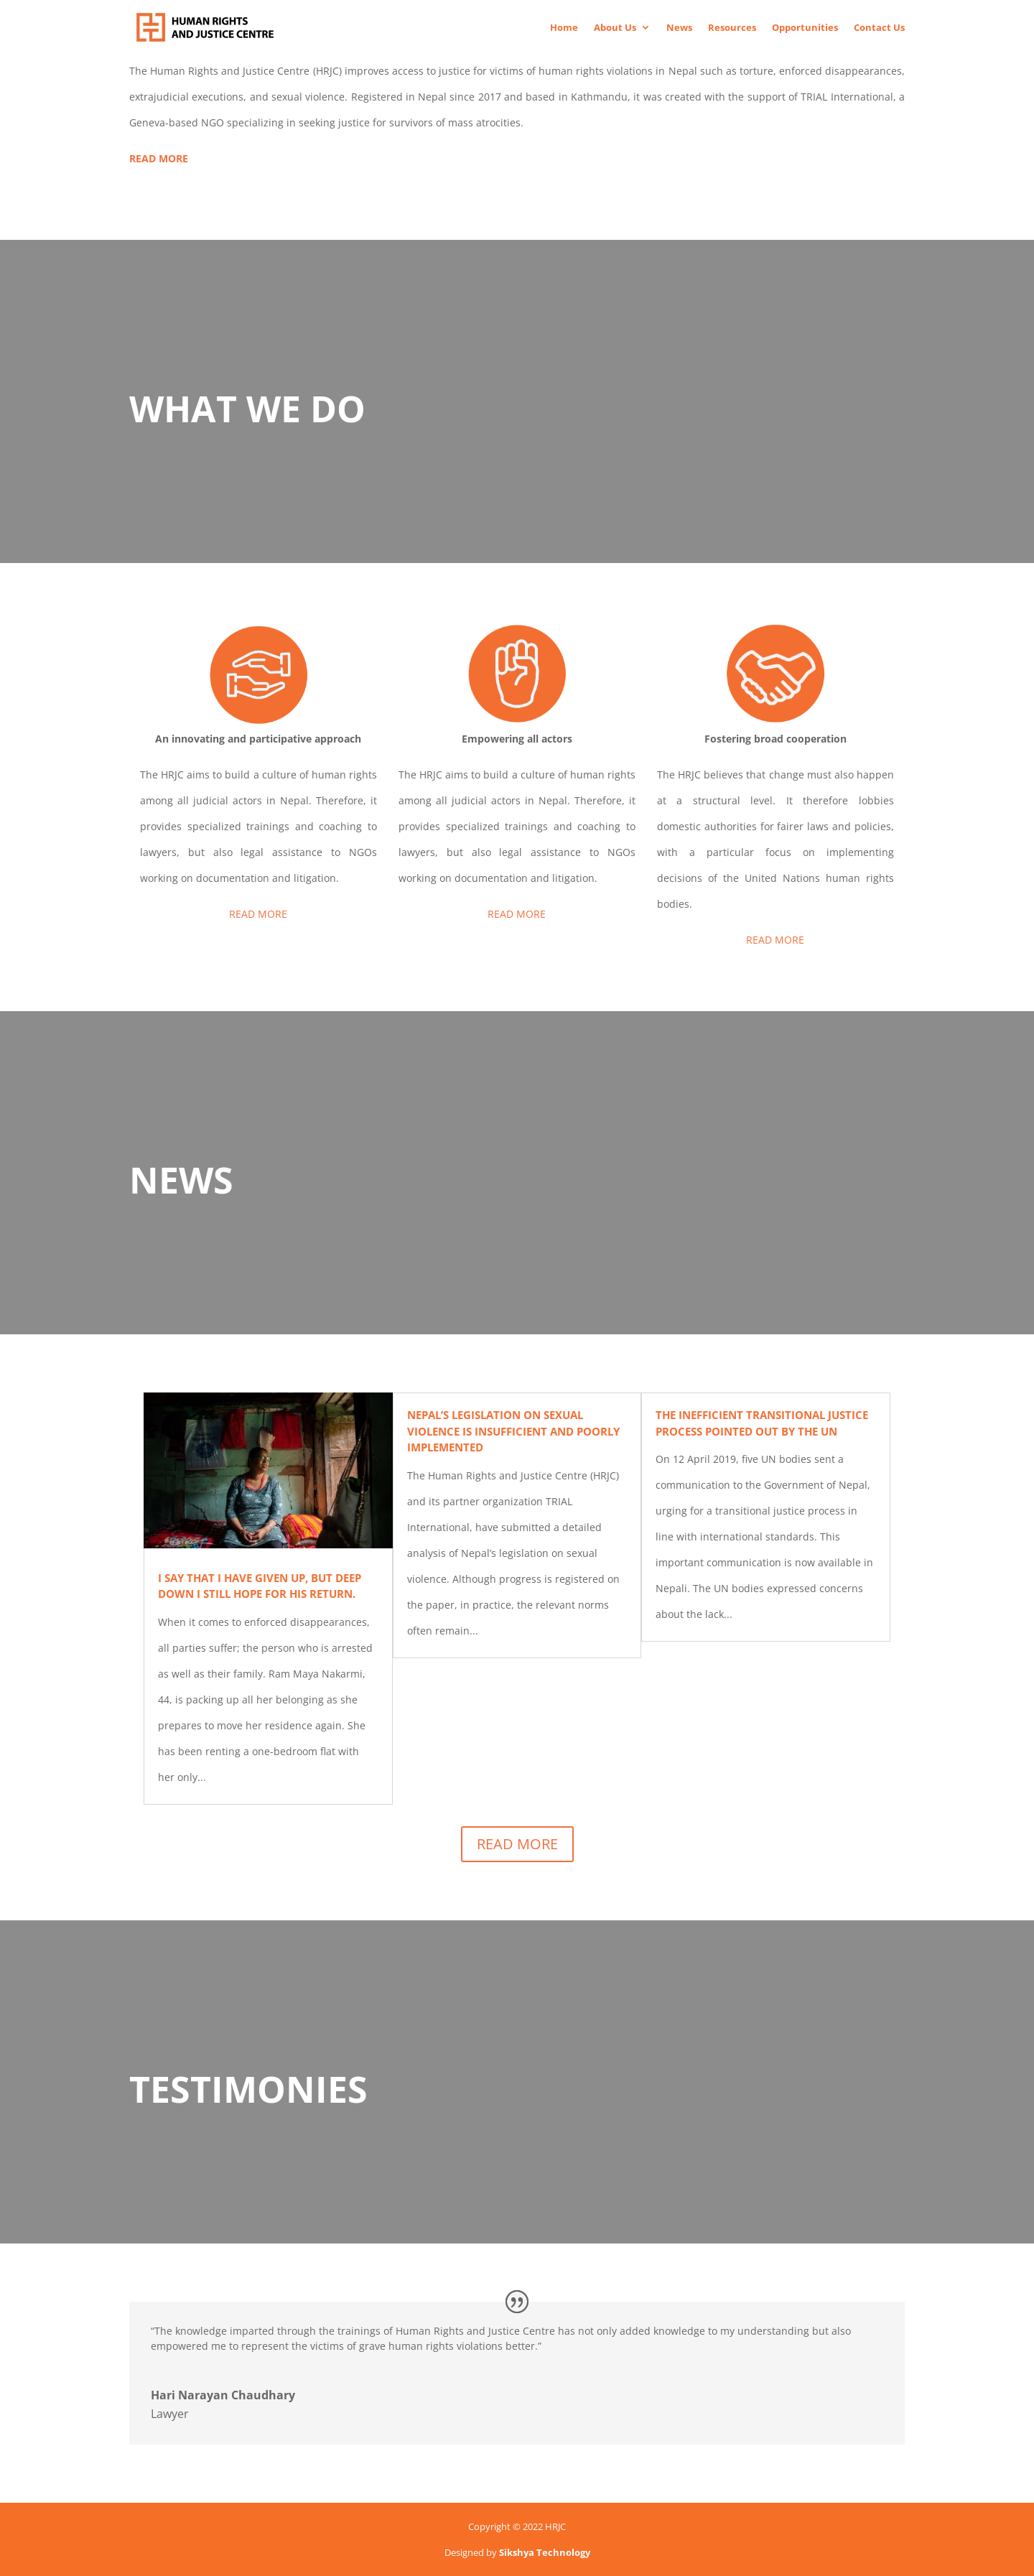 HUMAN RIGHTS
AND JUSTICE CENTRE
Home About Us News Resources Opportunities Contact Us
The Human Rights and Justice Centre (HRJC) improves access to justice for victims of human rights violations in Nepal such as torture, enforced disappearances,
extrajudicial executions, and sexual violence. Registered in Nepal since 2017 and based in Kathmandu, it was created with the support of TRIAL International, a
Geneva-based NGO specializing in seeking justice for survivors of mass atrocities.
READ MORE
WHAT WE DO
An innovating and participative approach
The HRJC aims to build a culture of human rights
among all judicial actors in Nepal. Therefore, it
provides specialized trainings and coaching to
lawyers, but also legal assistance to NGOs
working on documentation and litigation.
READ MORE
Empowering all actors
The HRJC aims to build a culture of human rights
among all judicial actors in Nepal. Therefore, it
provides specialized trainings and coaching to
lawyers, but also legal assistance to NGOs
working on documentation and litigation.
READ MORE
Fostering broad cooperation
The HRJC believes that change must also happen
at a structural level. It therefore lobbies
domestic authorities for fairer laws and policies,
with a particular focus on implementing
decisions of the United Nations human rights
bodies.
READ MORE
NEWS
I SAY THAT I HAVE GIVEN UP, BUT DEEP
DOWN I STILL HOPE FOR HIS RETURN.
When it comes to enforced disappearances,
all parties suffer; the person who is arrested
as well as their family. Ram Maya Nakarmi,
44, is packing up all her belonging as she
prepares to move her residence again. She
has been renting a one-bedroom flat with
her only...
NEPAL'S LEGISLATION ON SEXUAL
VIOLENCE IS INSUFFICIENT AND POORLY
IMPLEMENTED
The Human Rights and Justice Centre (HRJC)
and its partner organization TRIAL
International, have submitted a detailed
analysis of Nepal's legislation on sexual
violence. Although progress is registered on
the paper, in practice, the relevant norms
often remain...
THE INEFFICIENT TRANSITIONAL JUSTICE
PROCESS POINTED OUT BY THE UN
On 12 April 2019, five UN bodies sent a
communication to the Government of Nepal,
urging for a transitional justice process in
line with international standards. This
important communication is now available in
Nepali. The UN bodies expressed concerns
about the lack...
READ MORE
TESTIMONIES
"The knowledge imparted through the trainings of Human Rights and Justice Centre has not only added knowledge to my understanding but also
empowered me to represent the victims of grave human rights violations better."
Hari Narayan Chaudhary
Lawyer
Copyright © 2022 HRJC
Designed by Sikshya Technology